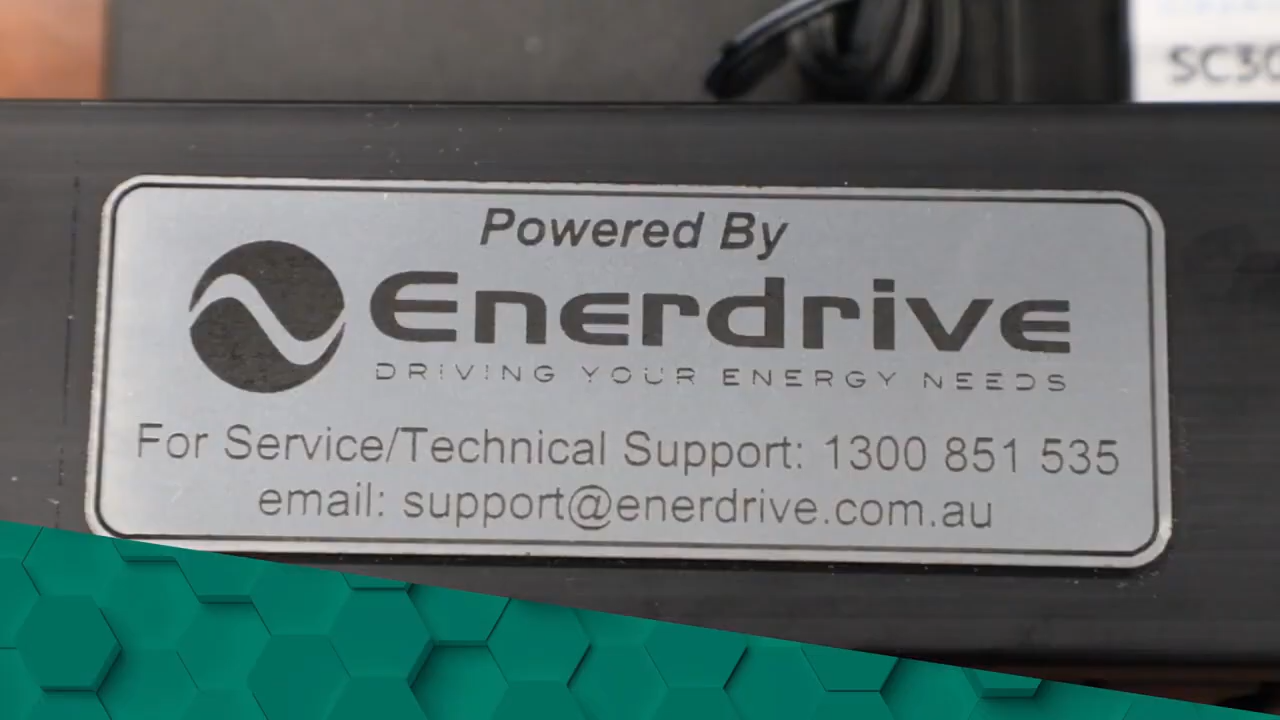 SC30
Powered By
Enerdrive
DRIVING YOUR ENERGY NEEDS
For Service/Technical Support: 1300 851 535
email: support@enerdrive.com.au